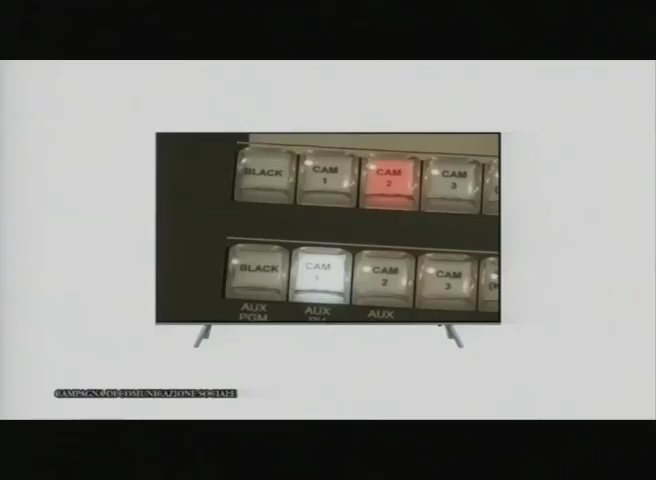 BLACK CAM 1 CAM 2 CAM 3
BLACK CAM 1 CAM 2 CAM 3
AUX PGM AUX AUX
CAMPAGNA DI COMUNICAZIONE SOCIALE